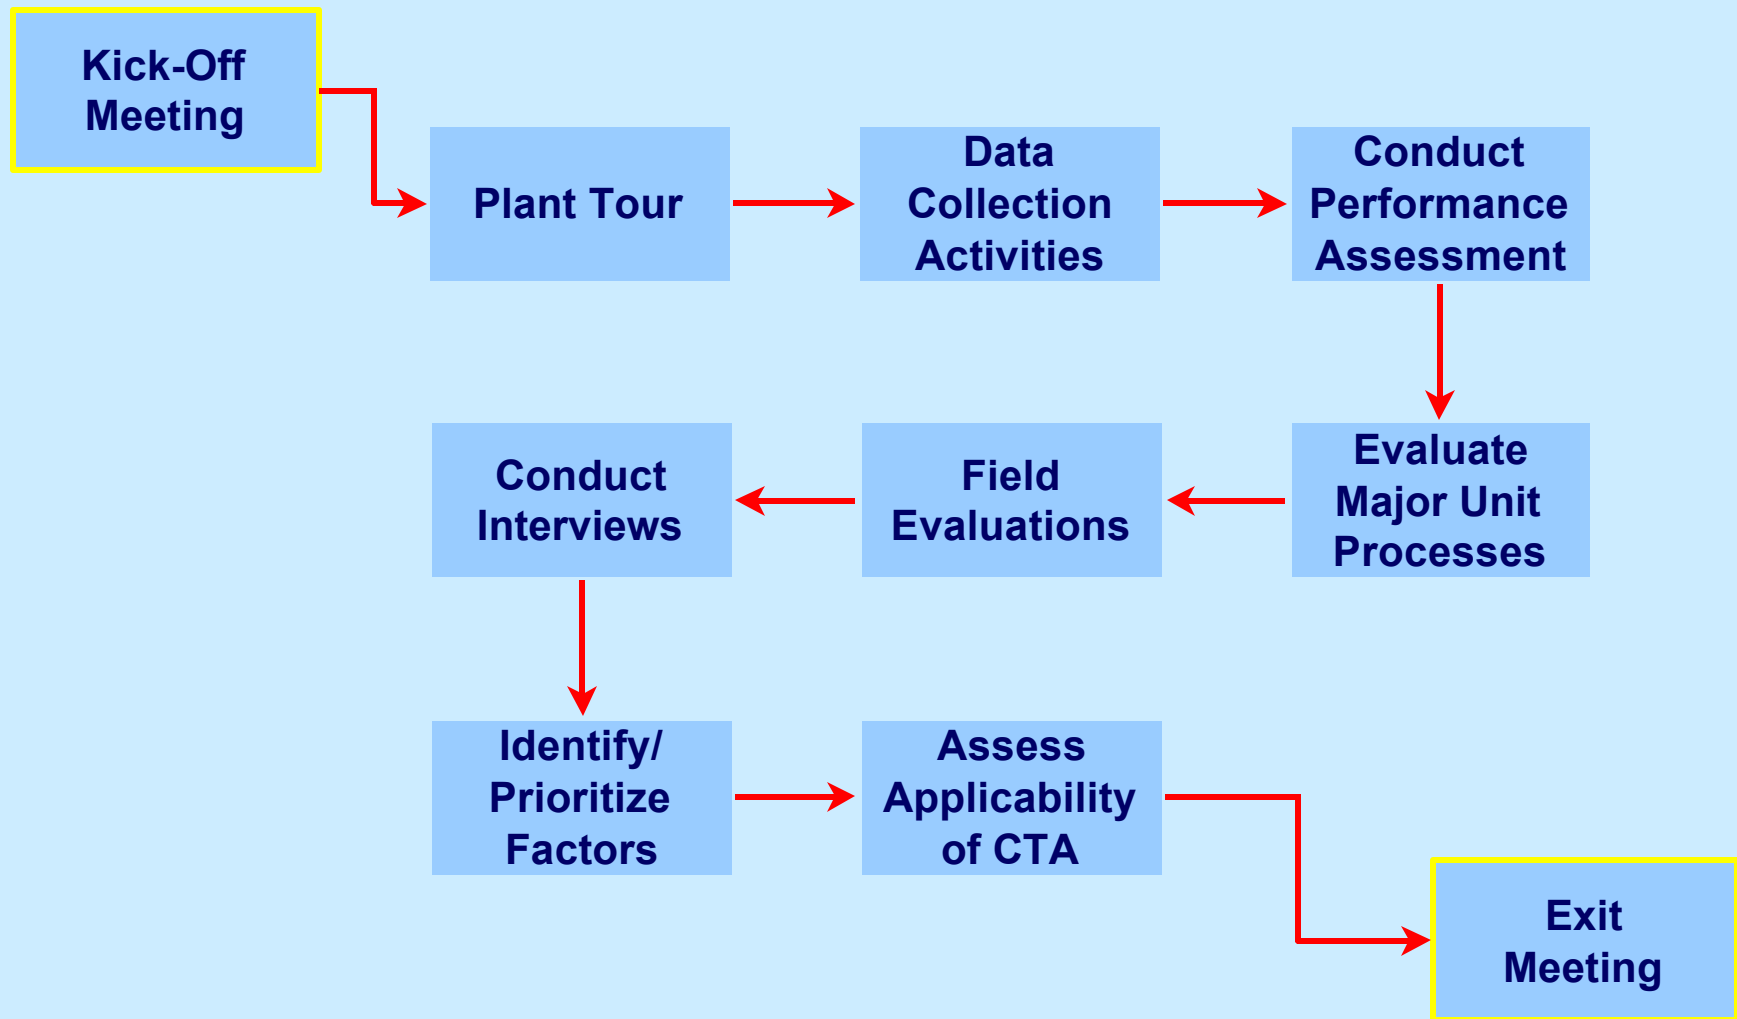 Kick-Off
Meeting
Plant Tour
Data
Collection
Activities
Conduct
Performance
Assessment
Evaluate
Major Unit
Processes
Field
Evaluations
Conduct
Interviews
Identify/
Prioritize
Factors
Assess
Applicability
of CTA
Exit
Meeting